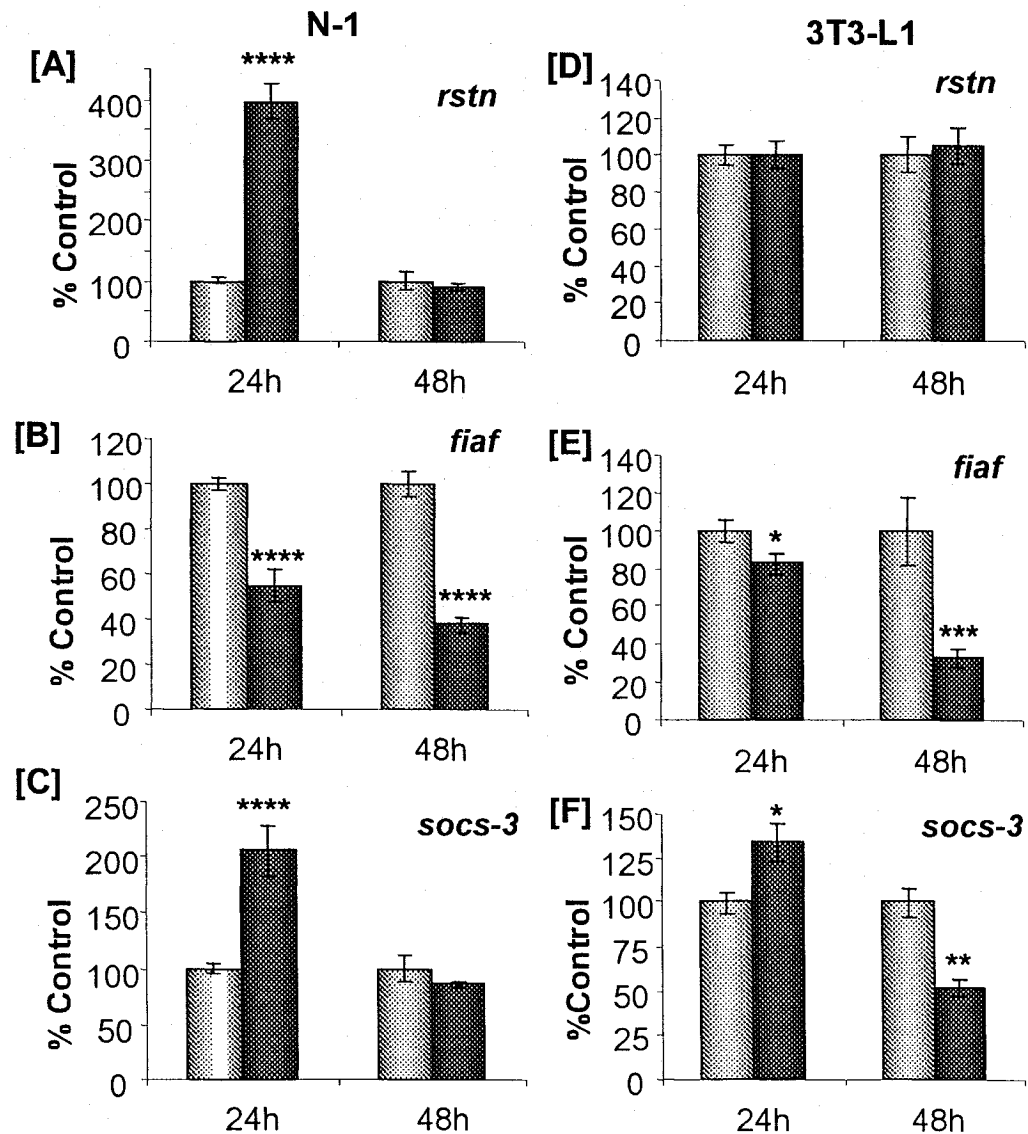 N-1
3T3-L1
[A]
rstn
% Control
400
300
200
100
0
****
24h
48h
[D]
rstn
% Control
140
120
100
80
60
40
20
0
24h
48h
[B]
fiaf
% Control
120
100
80
60
40
20
0
****
****
24h
48h
[E]
fiaf
% Control
140
120
100
80
60
40
20
0
*
***
24h
48h
[C]
socs-3
% Control
250
200
150
100
50
0
****
24h
48h
[F]
socs-3
%Control
150
125
100
75
50
25
0
*
**
24h
48h